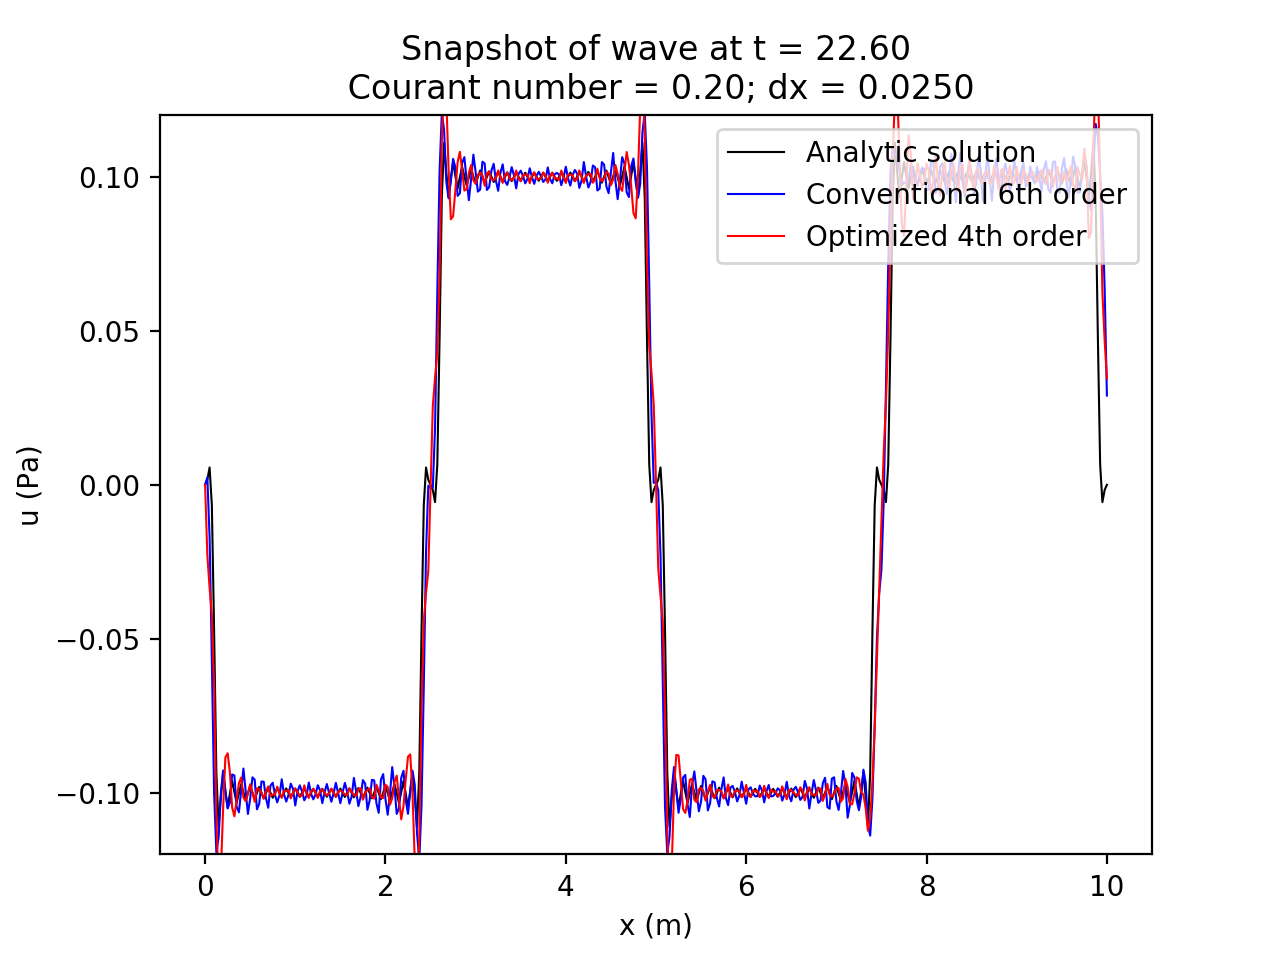 Snapshot of wave at t = 22.60
Courant number = 0.20; dx = 0.0250
Analytic solution
Conventional 6th order
Optimized 4th order
0.10
0.05
0.00
−0.05
−0.10
u (Pa)
0 2 4 6 8 10
x (m)